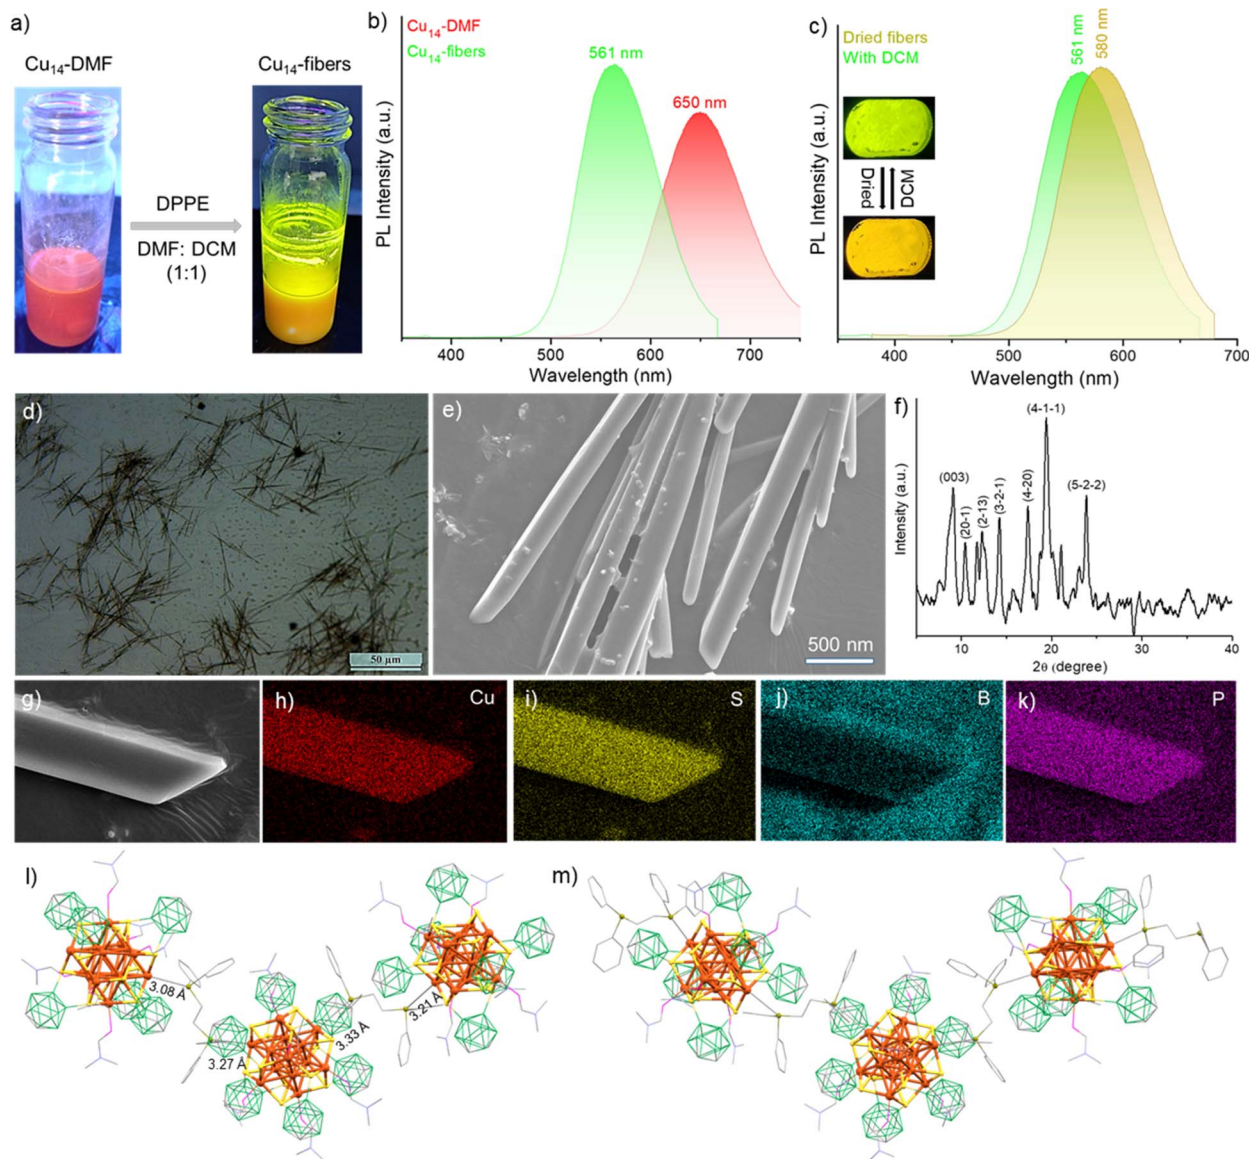 a)
Cu₁₄-DMF
Cu₁₄-fibers
DPPE
DMF: DCM
(1:1)
b)
Cu₁₄-DMF
Cu₁₄-fibers
561 nm
650 nm
PL Intensity (a.u.)
400
500
600
700
Wavelength (nm)
c)
Dried fibers
With DCM
561 nm
580 nm
Dried
DCM
PL Intensity (a.u.)
400
500
600
700
Wavelength (nm)
d)
50 µm
e)
500 nm
f)
Intensity (a.u.)
(003)
(20-1)
(2-13)
(3-2-1)
(4-20)
(4-1-1)
(5-2-2)
10
20
30
40
2θ (degree)
g)
h)
Cu
i)
S
j)
B
k)
P
l)
3.08 Å
3.27 Å
3.33 Å
3.21 Å
m)